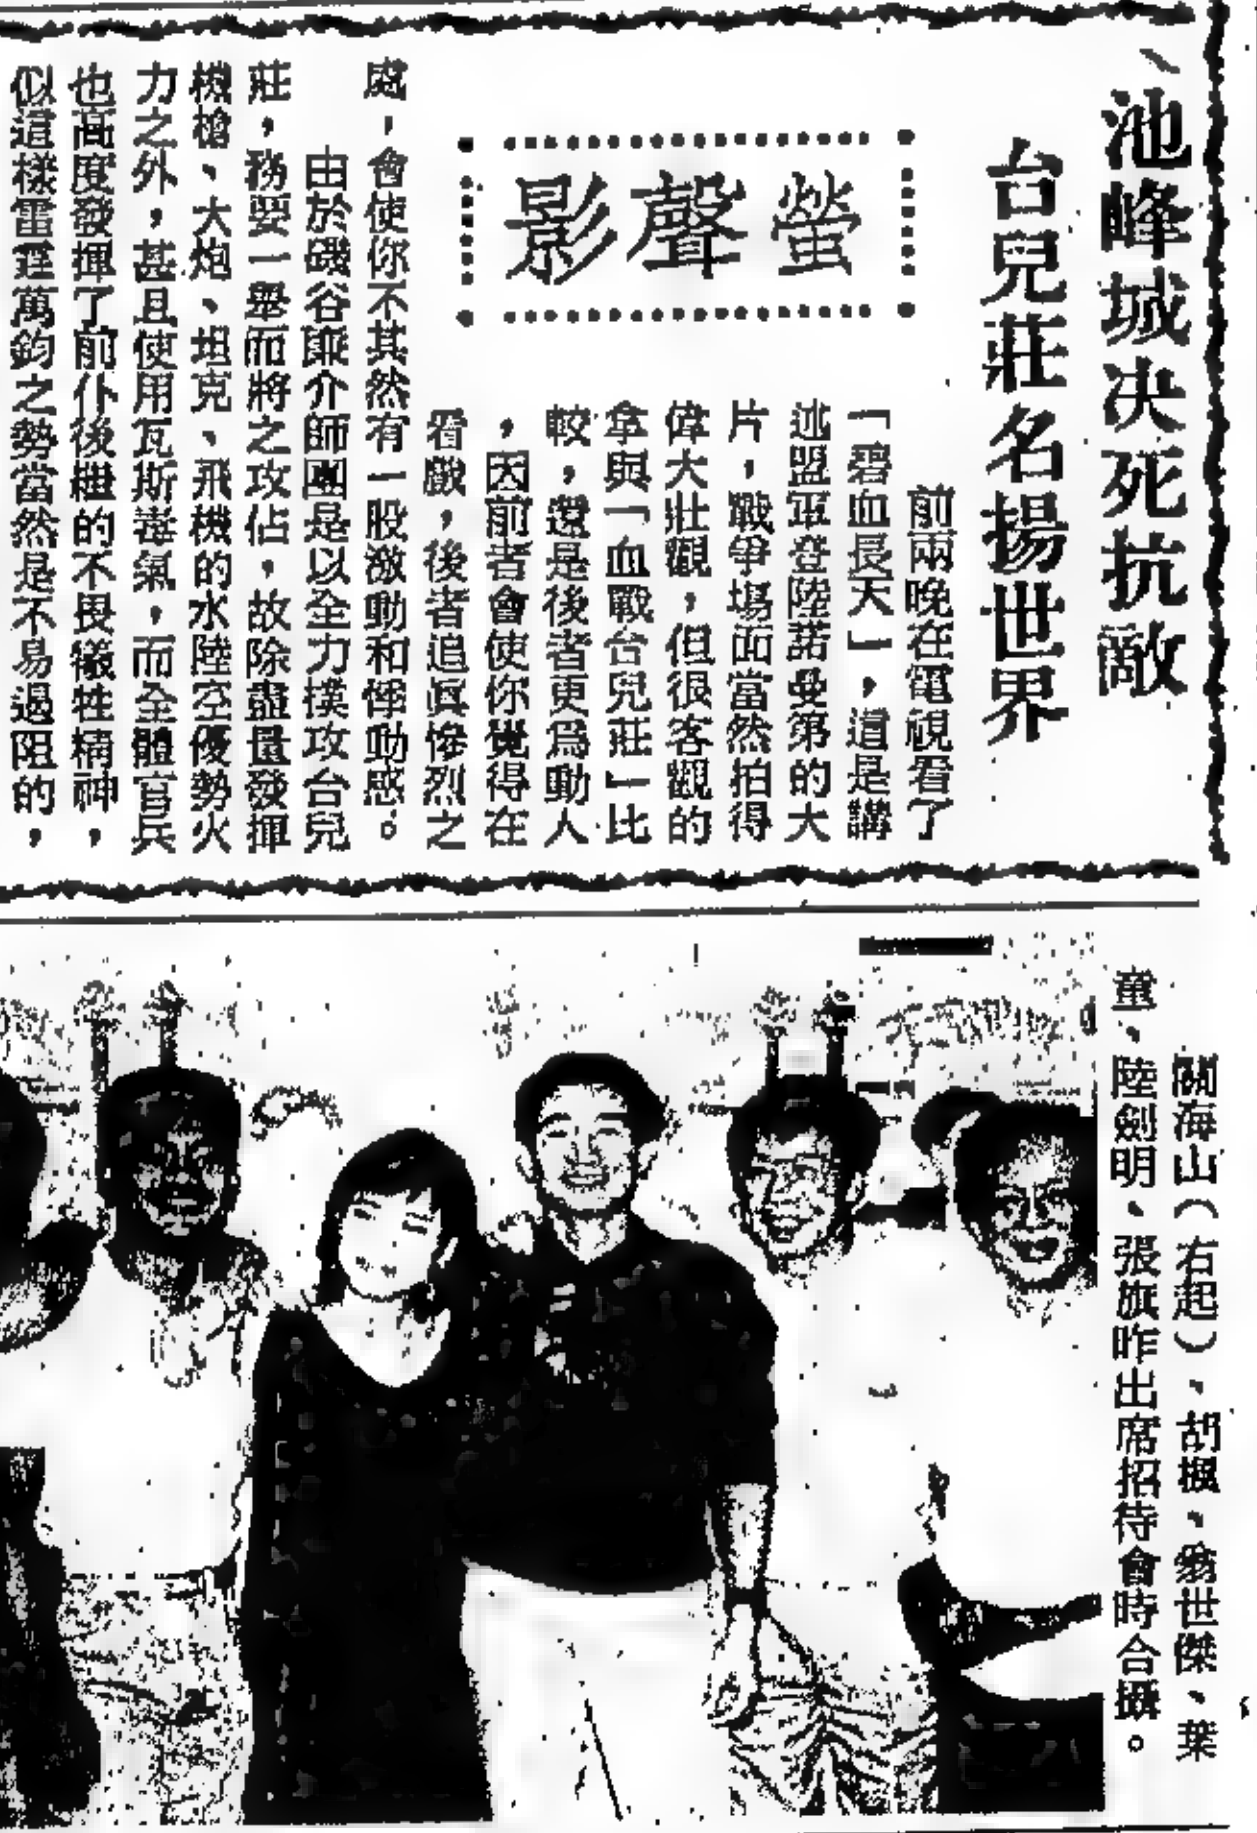 池峰城决死抗敵
台兒莊名揚世界
螢聲影
前兩晚在電視看了
「碧血長天」，這是講
述盟軍登陸諾曼第的大
片，戰爭場面當然拍得
偉大壯觀，但很客觀的
拿與「血戰台兒莊」比
較，還是後者更爲動人
，因前者會使你覺得在
看戲，後者追眞慘烈之
處，會使你不其然有一股激動和悸動感。
由於磯谷廉介師團是以全力撲攻台兒
莊，務要一舉而將之攻佔，故除盡量發揮
機槍、大炮、坦克、飛機的水陸空優勢火
力之外，甚且使用瓦斯毒氣，而全體官兵
也高度發揮了前仆後繼的不畏犧牲精神，
似這樣雷霆萬鈞之勢當然是不易遏阻的，
關海山（右起）、胡楓、翁世傑、葉
童、陸劍明、張旗昨出席招待會時合攝。